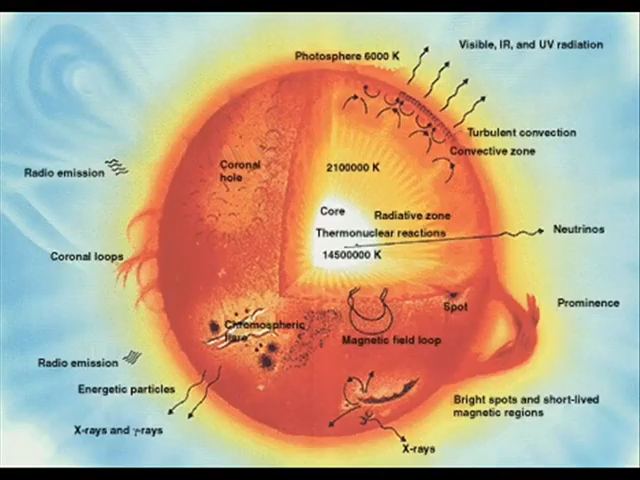 Visible, IR, and UV radiation
Photosphere 6000 K
Turbulent convection
Convective zone
Coronal
hole
2100000 K
Radio emission
Core
Radiative zone
Thermonuclear reactions
Neutrinos
14500000 K
Coronal loops
Prominence
Spot
Chromospheric
flare
Magnetic field loop
Radio emission
Energetic particles
Bright spots and short-lived
magnetic regions
X-rays and γ-rays
X-rays